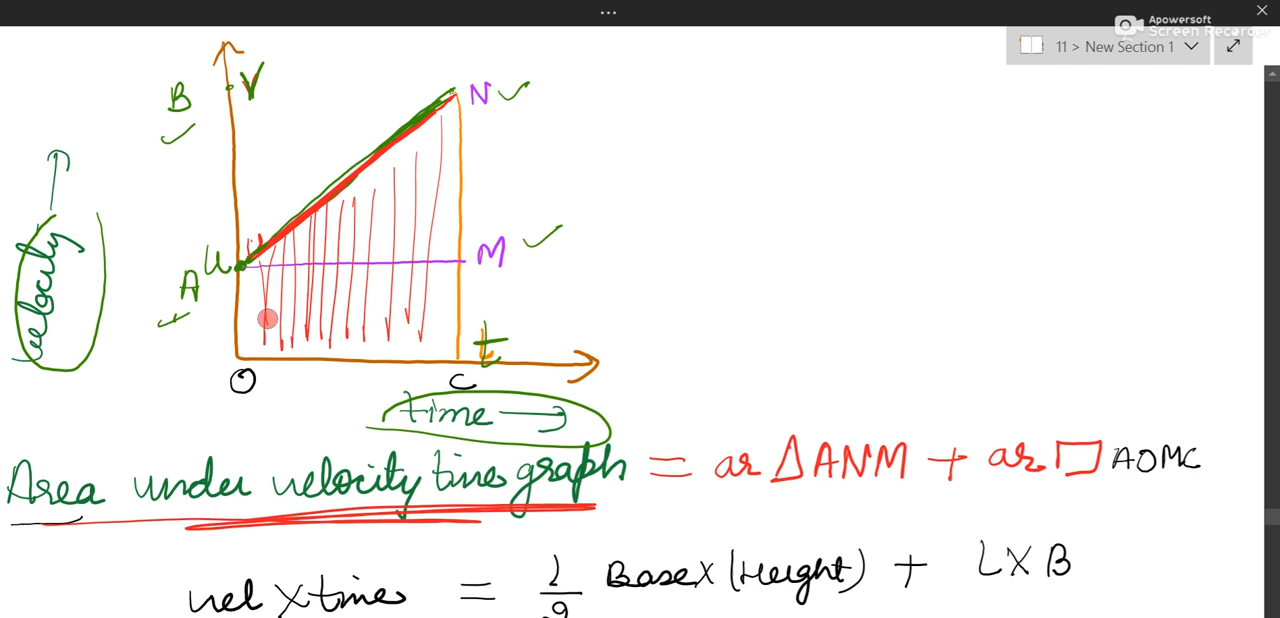 ...
Apowersoft
Screen Recorder
11 > New Section 1
B V N
velocity
U
A M
t
O C
time
Area under velocity time graph = ar △ANM + ar ▭ AOMC
vel x time = 1/2 Base X (Height) + L X B